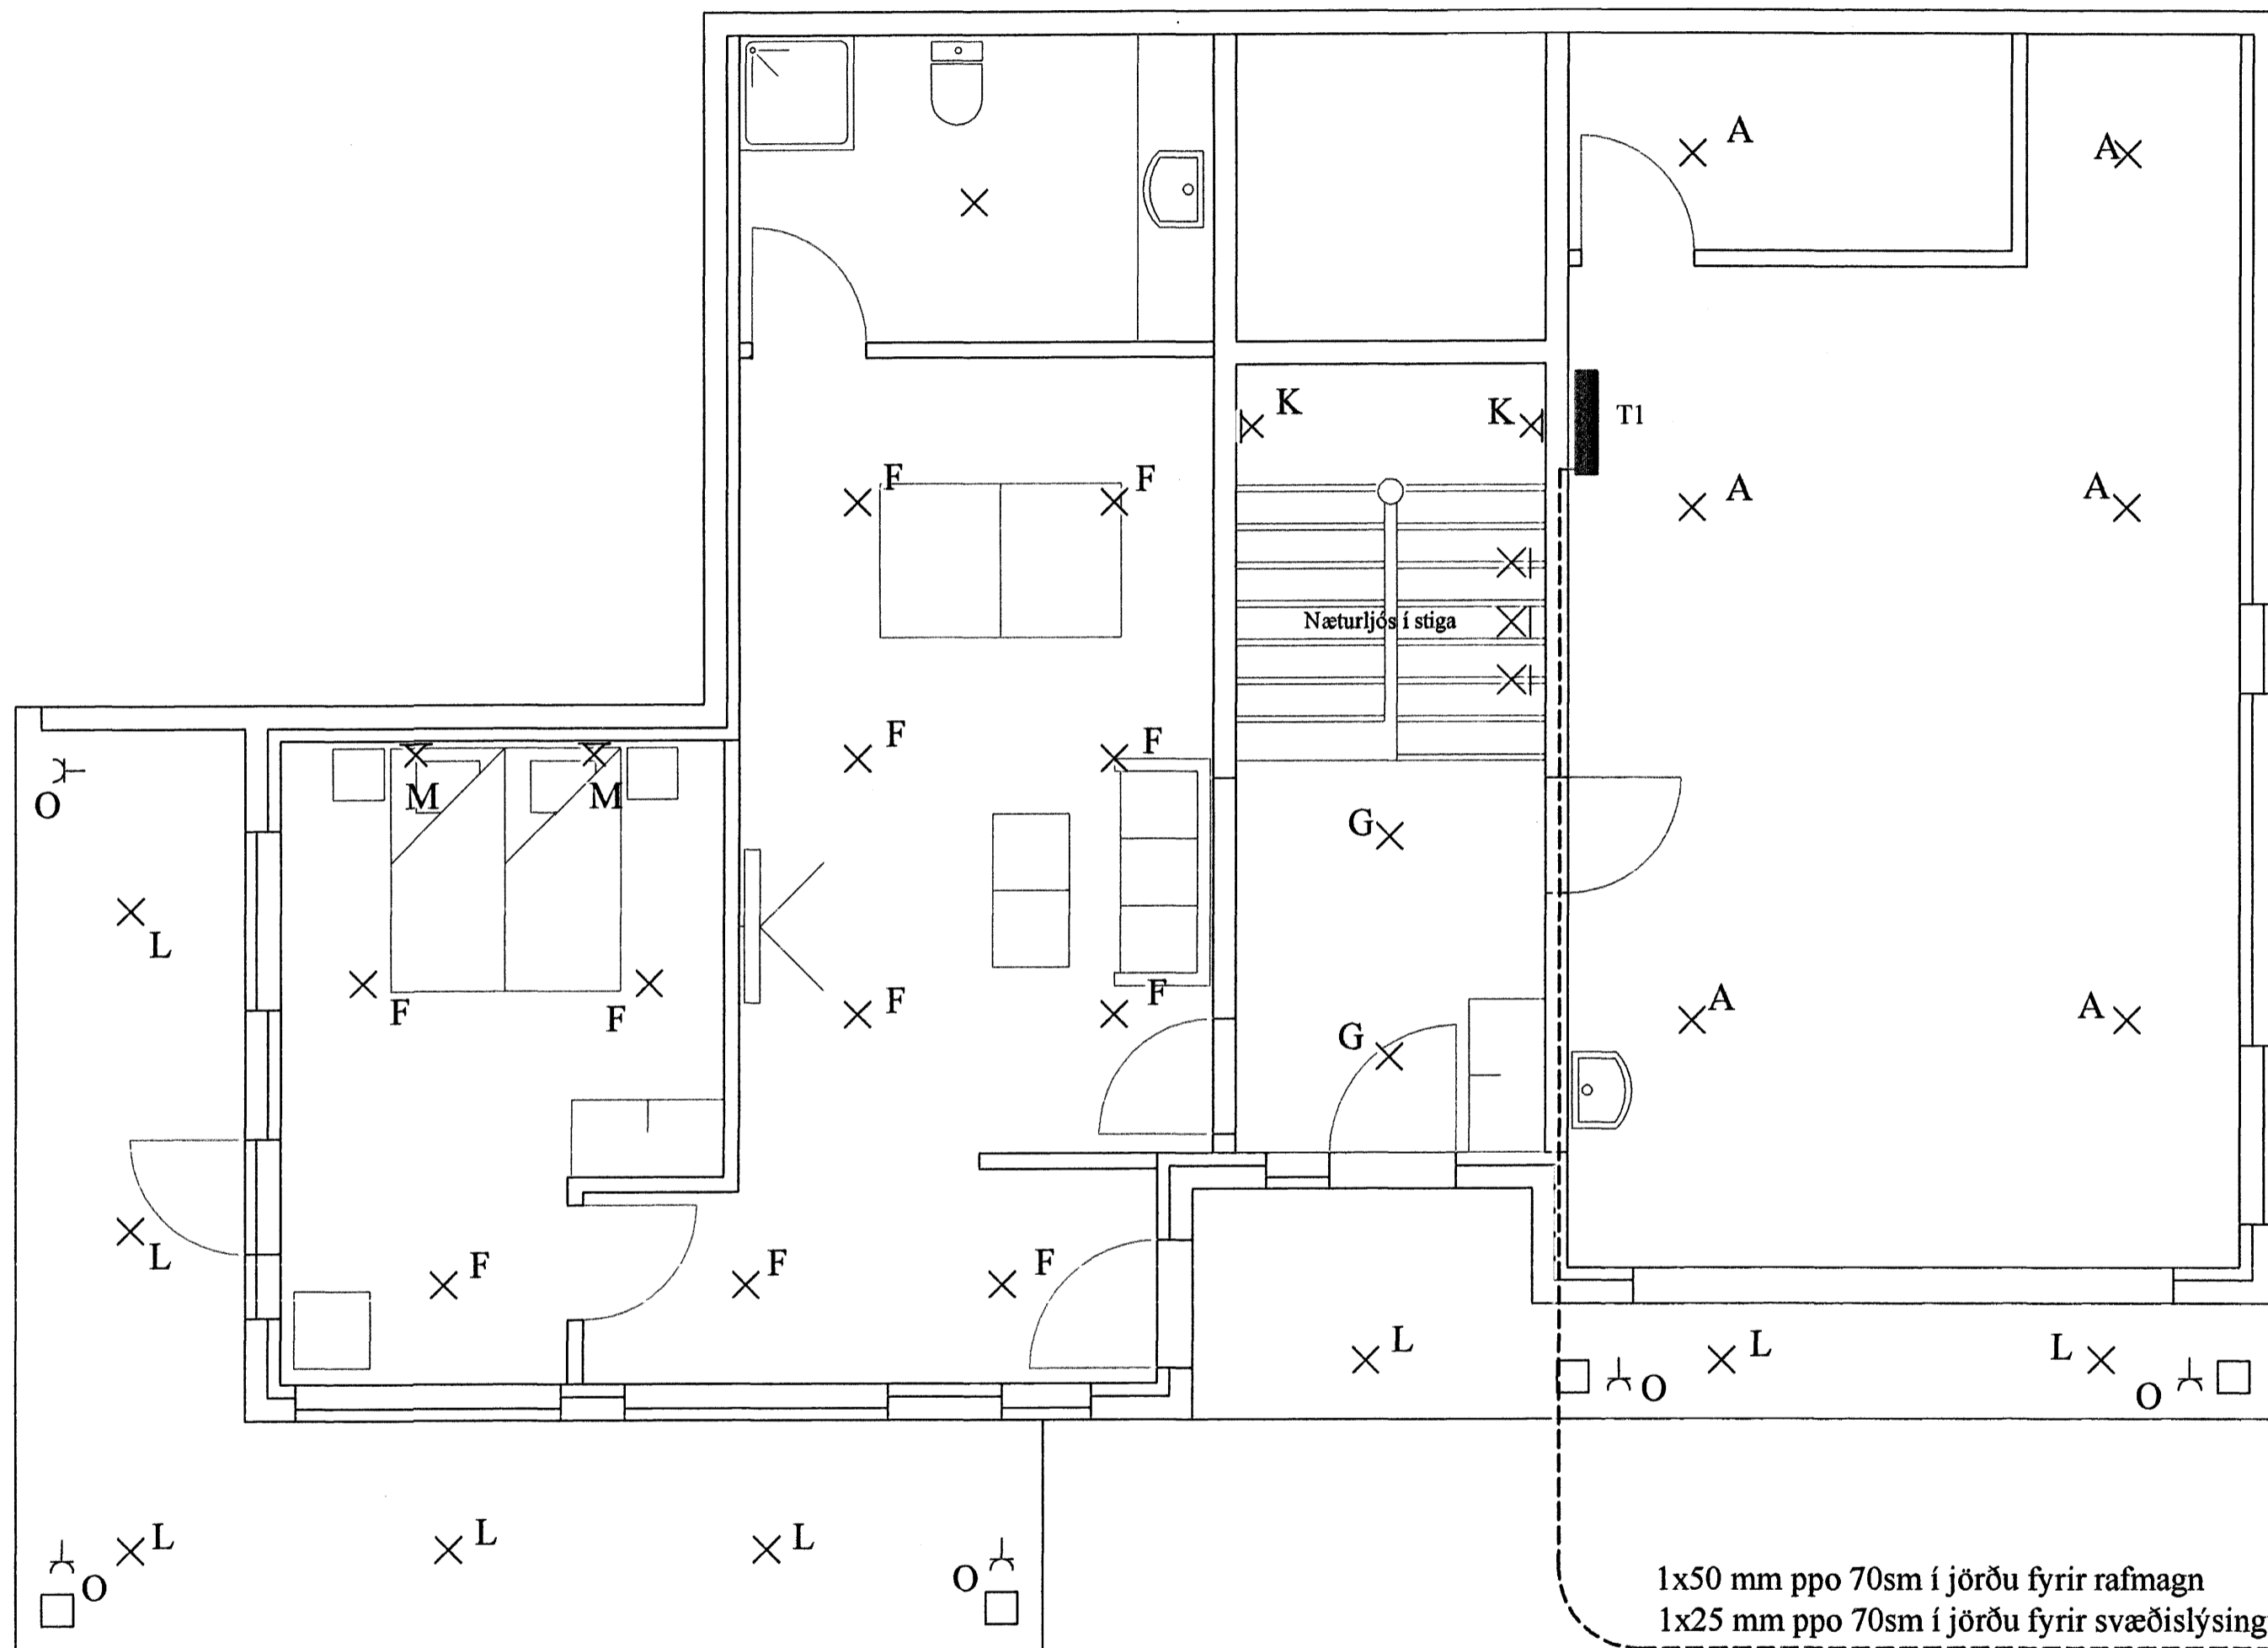 A
A
K
K
T1
F
F
A
A
Næturljós í stiga
F
F
M
M
O
G
L
F
F
F
F
A
A
G
L
F
F
F
L
L
L
O
O
L
L
L
O
O
1x50 mm ppo 70sm í jörðu fyrir rafmagn
1x25 mm ppo 70sm í jörðu fyrir svæðislýsing